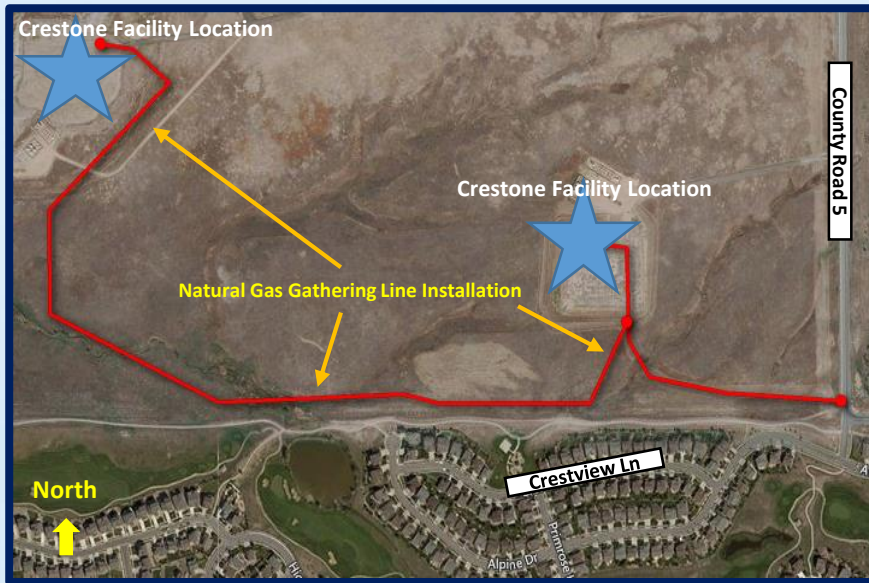 Crestone Facility Location
County Road 5
Crestone Facility Location
Natural Gas Gathering Line Installation
Crestview Ln
North
Alpine Dr